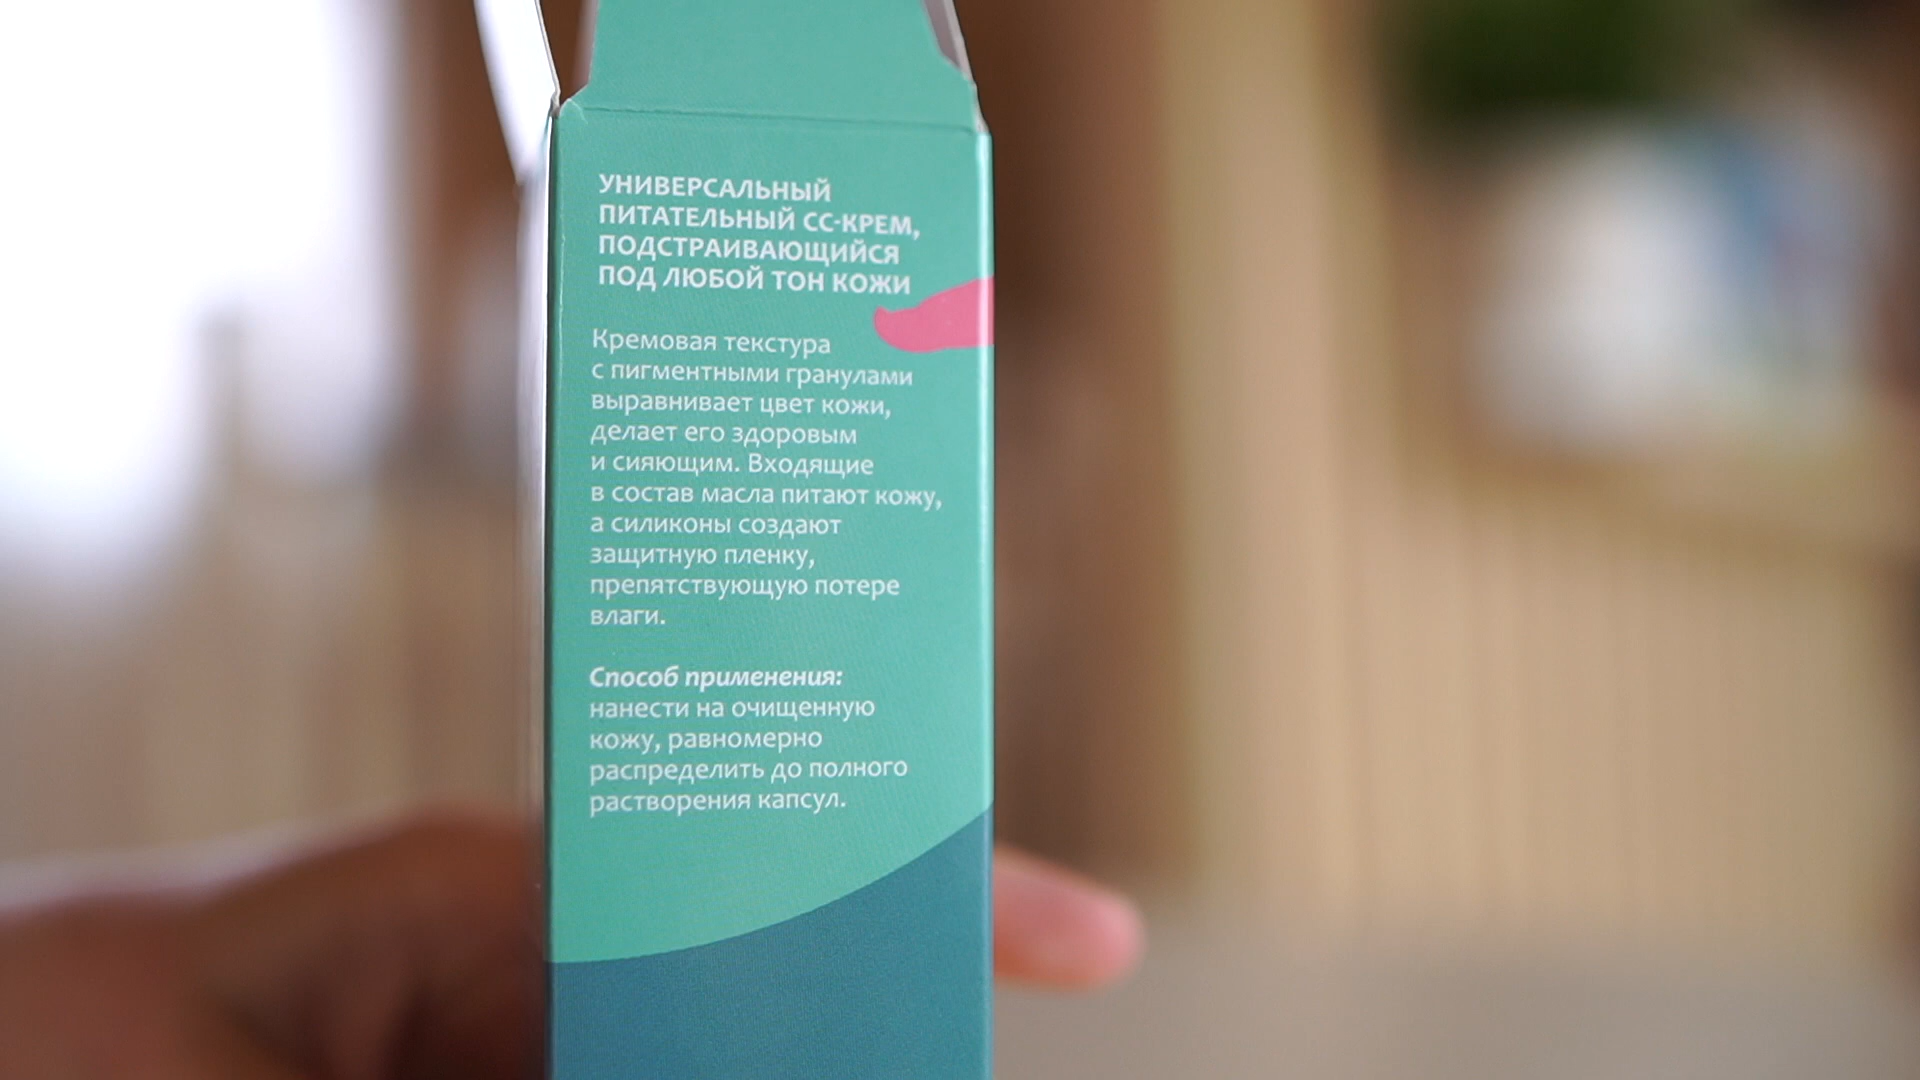 УНИВЕРСАЛЬНЫЙ
ПИТАТЕЛЬНЫЙ СС-КРЕМ,
ПОДСТРАИВАЮЩИЙСЯ
ПОД ЛЮБОЙ ТОН КОЖИ
Кремовая текстура
с пигментными гранулами
выравнивает цвет кожи,
делает его здоровым
и сияющим. Входящие
в состав масла питают кожу,
а силиконы создают
защитную пленку,
препятствующую потере
влаги.
Способ применения:
нанести на очищенную
кожу, равномерно
распределить до полного
растворения капсул.